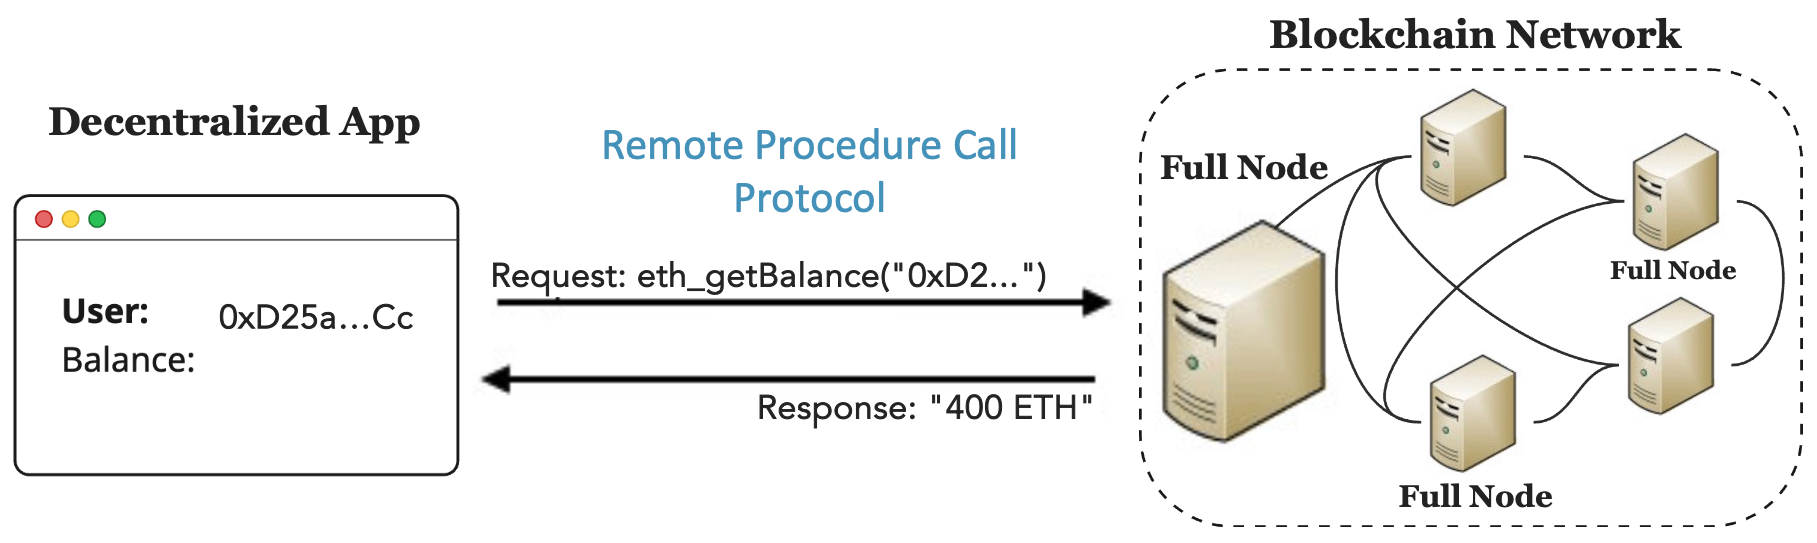 Decentralized App
User: 0xD25a...Cc
Balance:
Remote Procedure Call
Protocol
Request: eth_getBalance("0xD2...")
Response: "400 ETH"
Blockchain Network
Full Node
Full Node
Full Node